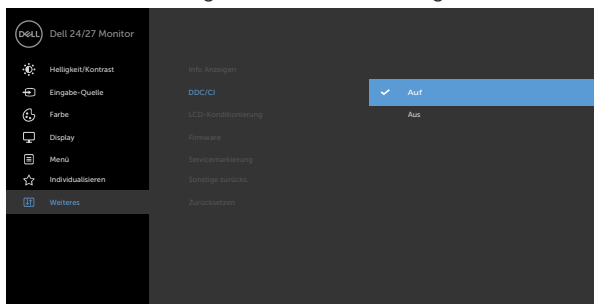 DELL
Dell 24/27 Monitor
Helligkeit/Kontrast
Info Anzeigen
Eingabe-Quelle
DDC/CI
Auf
Farbe
LCD-Konditionierung
Aus
Display
Firmware
Menü
Servicemarkierung
Individualisieren
Sonstige zurücks.
Weiteres
Zurücksetzen